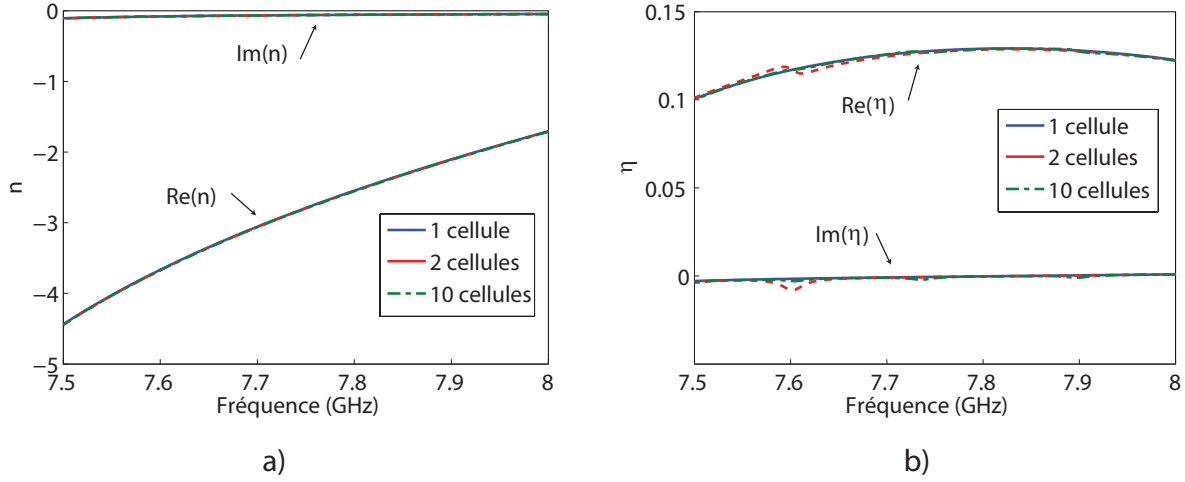 0
−1
−2
−3
−4
−5
n
Im(n)
Re(n)
1 cellule
2 cellules
10 cellules
7.5 7.6 7.7 7.8 7.9 8
Fréquence (GHz)
a)
0.15
0.1
0.05
0
η
Re(η)
1 cellule
2 cellules
10 cellules
Im(η)
7.5 7.6 7.7 7.8 7.9 8
Fréquence (GHz)
b)